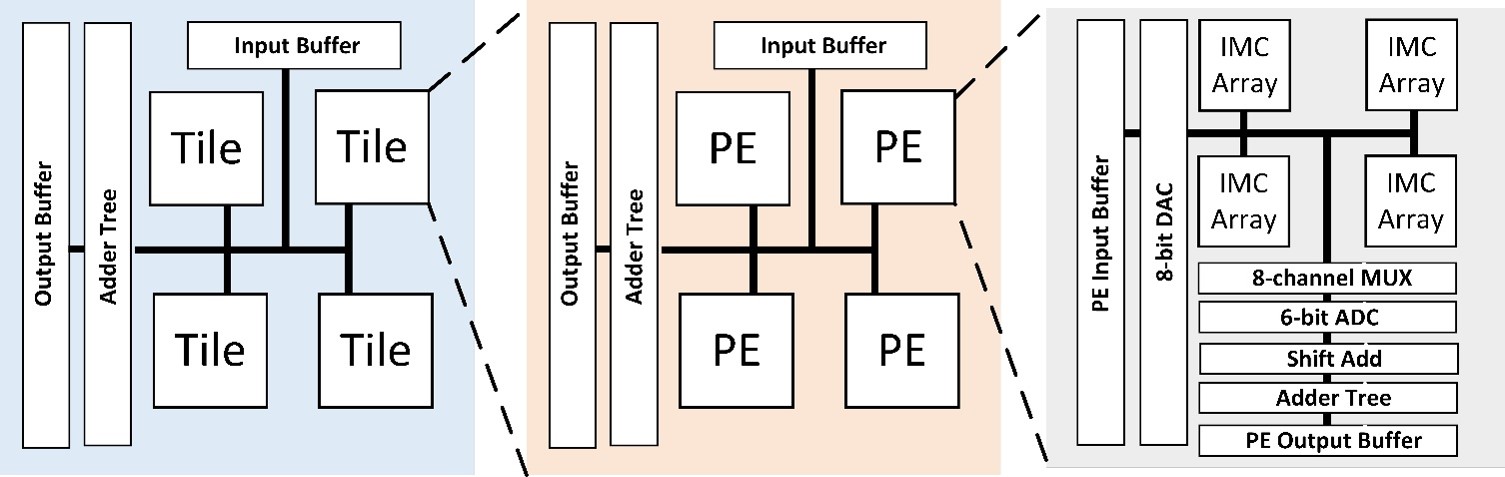 Output Buffer
Adder Tree
Input Buffer
Tile
Tile
Tile
Tile
Output Buffer
Adder Tree
Input Buffer
PE
PE
PE
PE
PE Input Buffer
8-bit DAC
IMC
Array
IMC
Array
IMC
Array
IMC
Array
8-channel MUX
6-bit ADC
Shift Add
Adder Tree
PE Output Buffer